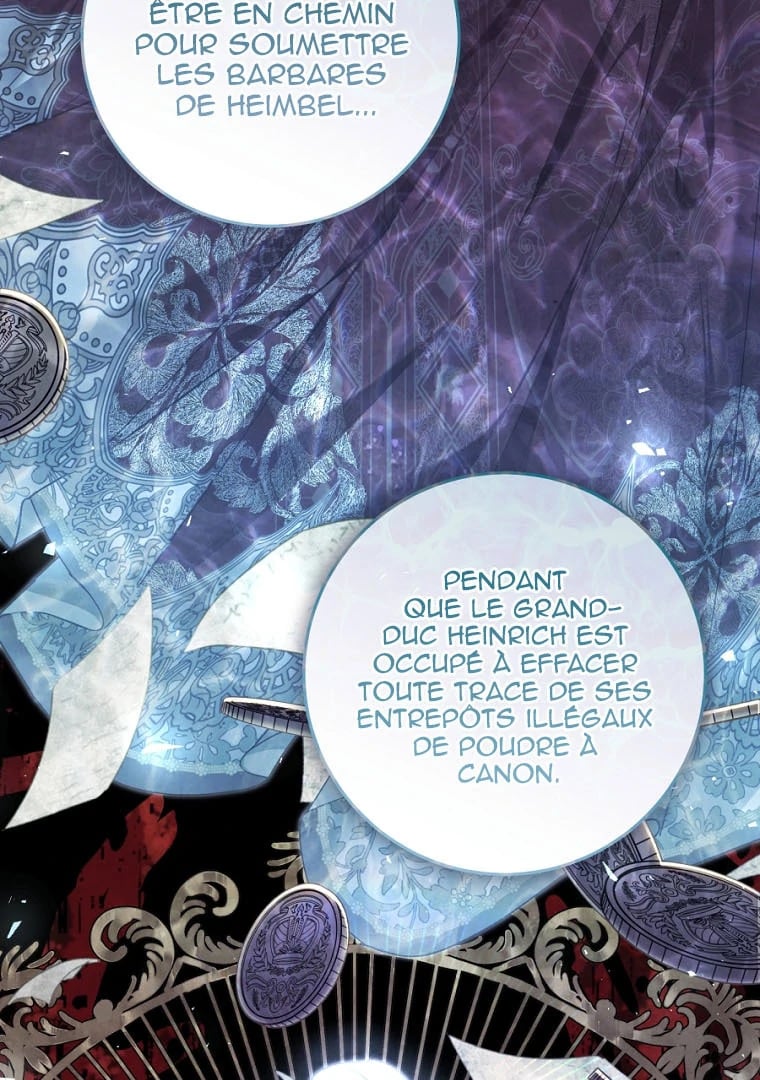 ÊTRE EN CHEMIN
POUR SOUMETTRE
LES BARBARES
DE HEIMBEL...
PENDANT
QUE LE GRAND-
DUC HEINRICH EST
OCCUPÉ À EFFACER
TOUTE TRACE DE SES
ENTREPÔTS ILLÉGAUX
DE POUDRE À
CANON.